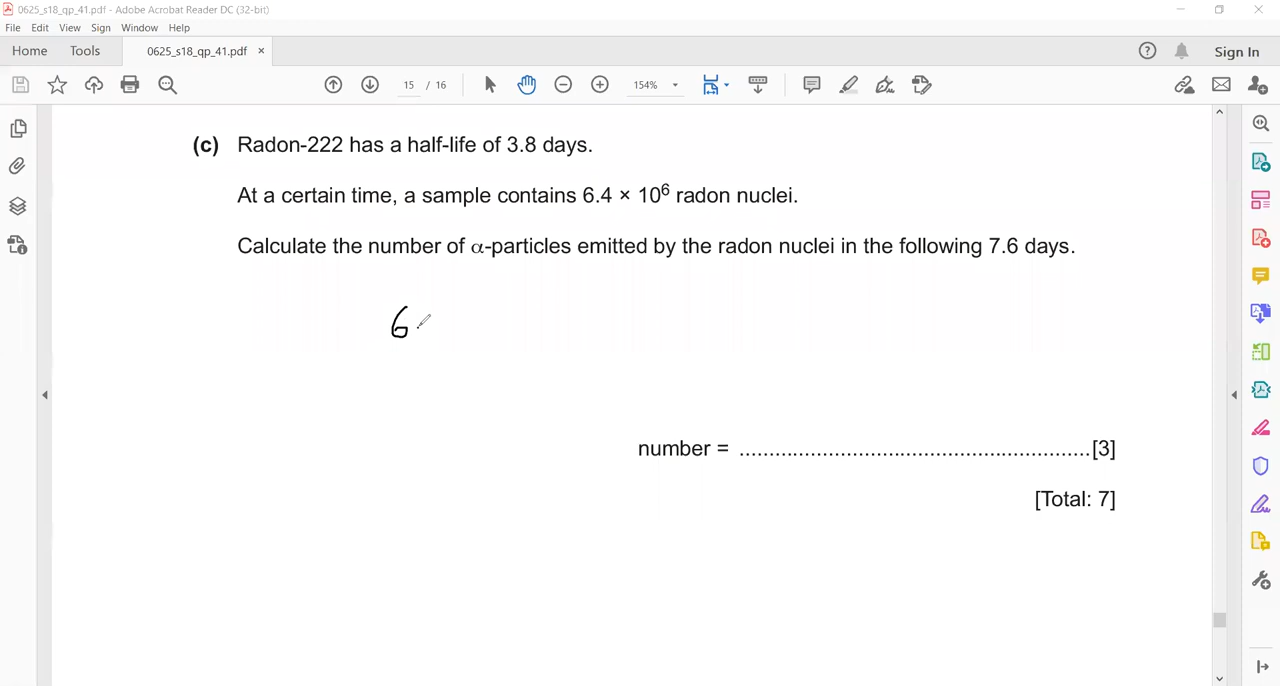 0625_s18_qp_41.pdf - Adobe Acrobat Reader DC (32-bit)
File Edit View Sign Window Help
Home Tools 0625_s18_qp_41.pdf × Sign In
15 / 16 154%
(c) Radon-222 has a half-life of 3.8 days.
At a certain time, a sample contains 6.4 × 10⁶ radon nuclei.
Calculate the number of α-particles emitted by the radon nuclei in the following 7.6 days.
6
number = ............................................................[3]
[Total: 7]